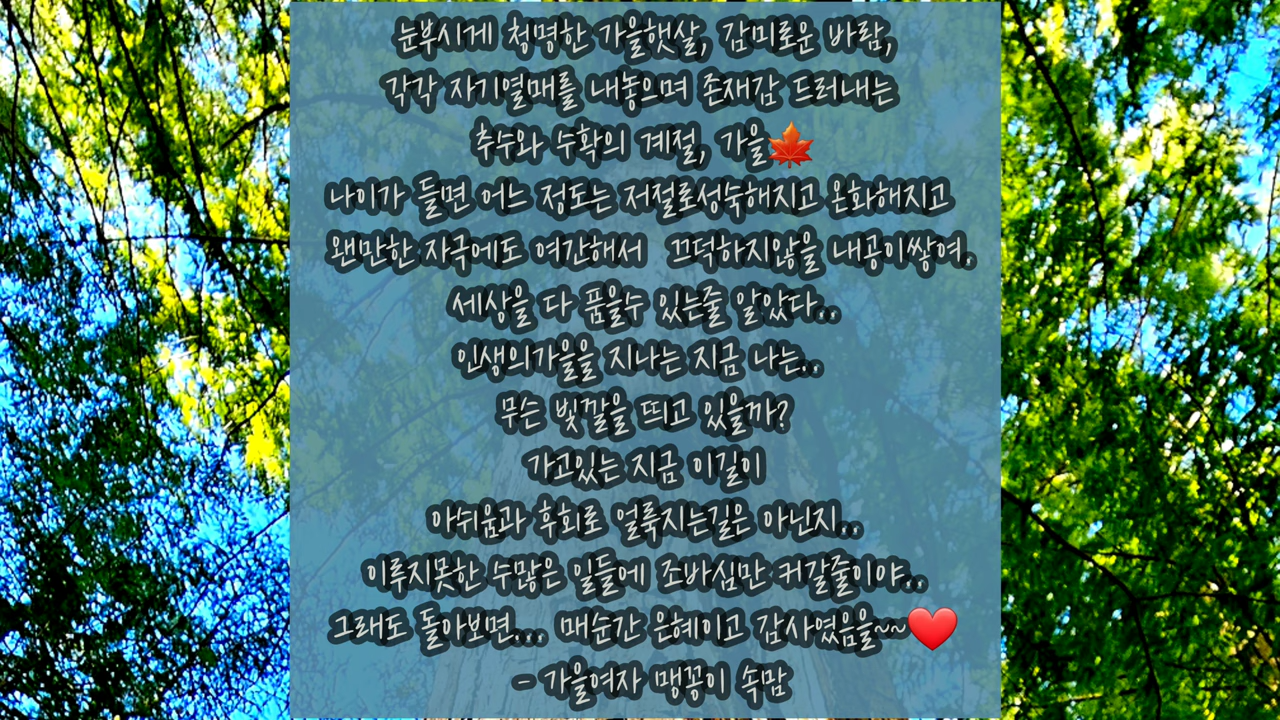 눈부시게 청명한 가을햇살, 감미로운 바람,
각각 자기열매를 내놓으며 존재감 드러내는
추수와 수확의 계절, 가을🍁
나이가 들면 어느 정도는 저절로성숙해지고 온화해지고
왠만한 자극에도 여간해서 끄덕하지않을 내공이쌓여,
세상을 다 품을수 있는줄 알았다..
인생의가을을 지나는 지금 나는..
무슨 빛깔을 띄고 있을까?
가고있는 지금 이길이
아쉬움과 후회로 얼룩지는길은 아닌지..
이루지못한 수많은 일들에 조바심만 커갈줄이야..
그래도 돌아보면... 매순간 은혜이고 감사였음을~~❤️
- 가을여자 맹꽁이 속맘